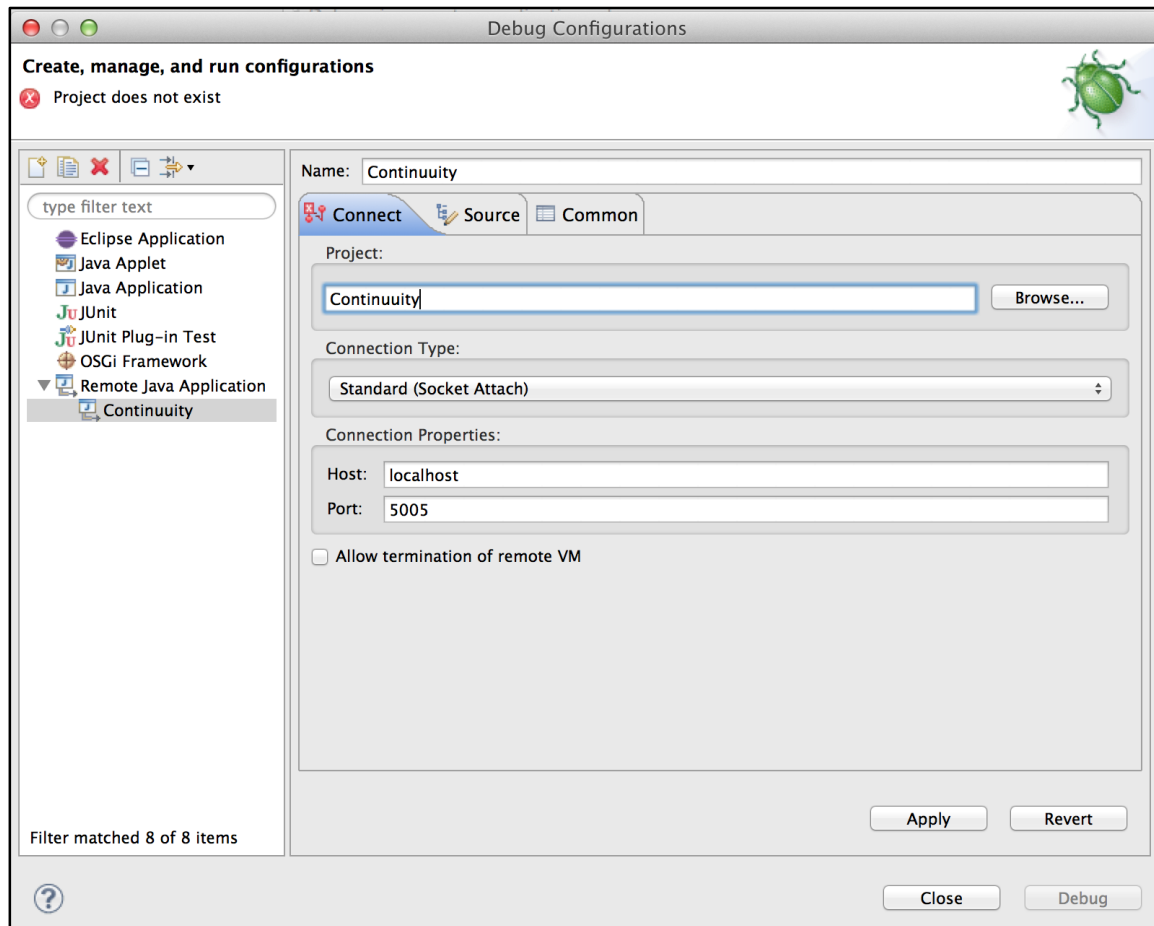 Debug Configurations
Create, manage, and run configurations
Project does not exist
type filter text
Eclipse Application
Java Applet
Java Application
JUnit
JUnit Plug-in Test
OSGi Framework
Remote Java Application
Continuuity
Filter matched 8 of 8 items
Name: Continuuity
Connect Source Common
Project:
Continuuity Browse...
Connection Type:
Standard (Socket Attach)
Connection Properties:
Host: localhost
Port: 5005
Allow termination of remote VM
Apply Revert
Close Debug